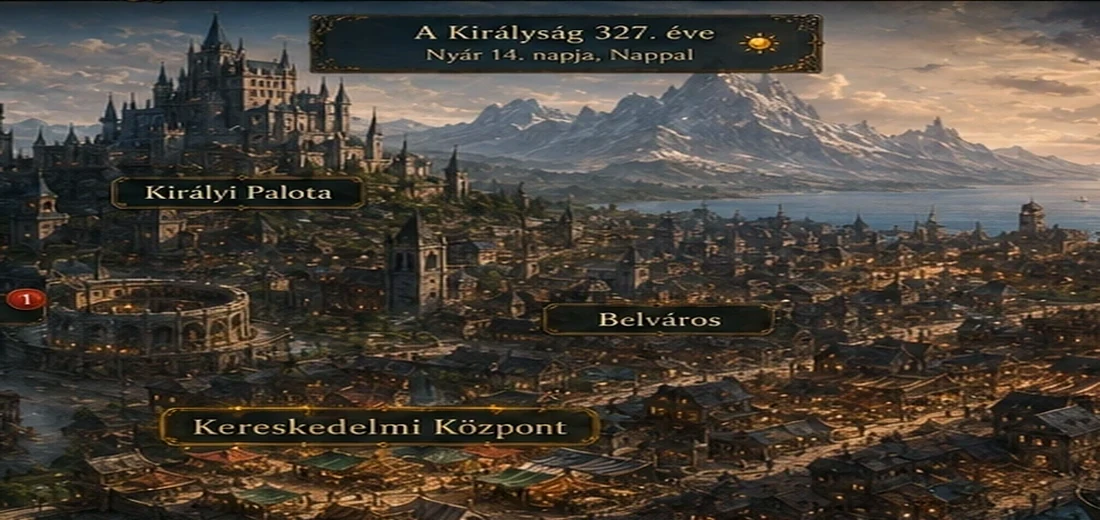 A Királyság 327. éve
Nyár 14. napja, Nappal
Királyi Palota
1
Belváros
Kereskedelmi Központ